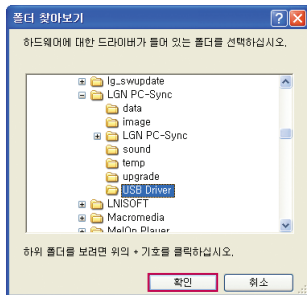 폴더 찾아보기
하드웨어에 대한 드라이버가 들어 있는 폴더를 선택하십시오.
lg_swupdate
LGN PC-Sync
data
image
LGN PC-Sync
sound
temp
upgrade
USB Driver
LNISOFT
Macromedia
MelOn Player
하위 폴더를 보려면 위의 + 기호를 클릭하십시오.
확인 취소